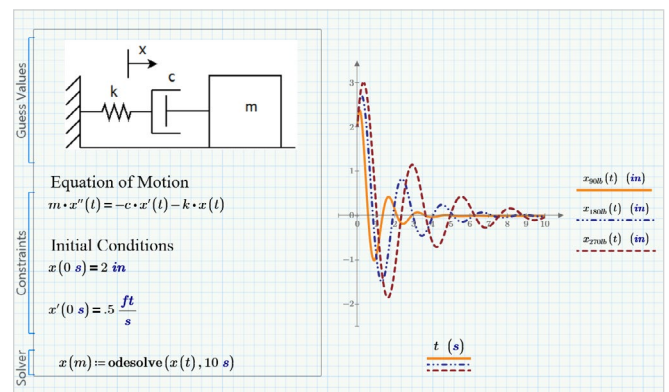 Guess Values
x
k
c
m
Equation of Motion
m⋅x''(t)=−c⋅x'(t)−k⋅x(t)
Constraints
Initial Conditions
x(0 s)=2 in
x'(0 s)=.5 ft/s
Solver
x(m):=odesolve(x(t),10 s)
3
2
1
0
−1
−2
0 1 2 3 4 5 6 7 8 9 10
x90lb(t) (in)
x180lb(t) (in)
x270lb(t) (in)
t (s)